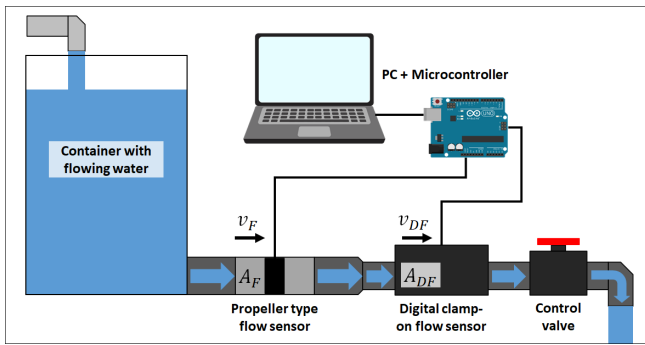 PC + Microcontroller
Container with
flowing water
UNO
v_F
v_DF
A_F
A_DF
Propeller type
flow sensor
Digital clamp-
on flow sensor
Control
valve